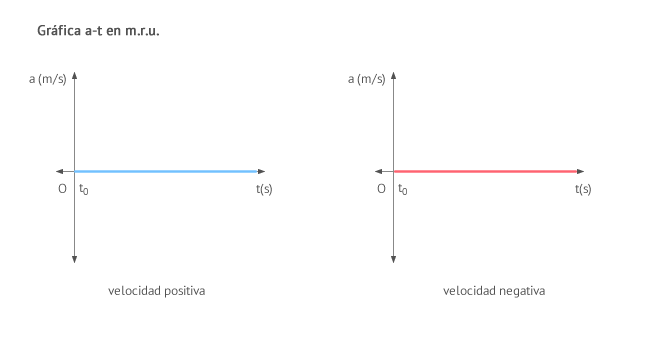 Gráfica a-t en m.r.u.
a (m/s)
O t₀ t(s)
velocidad positiva
a (m/s)
O t₀ t(s)
velocidad negativa